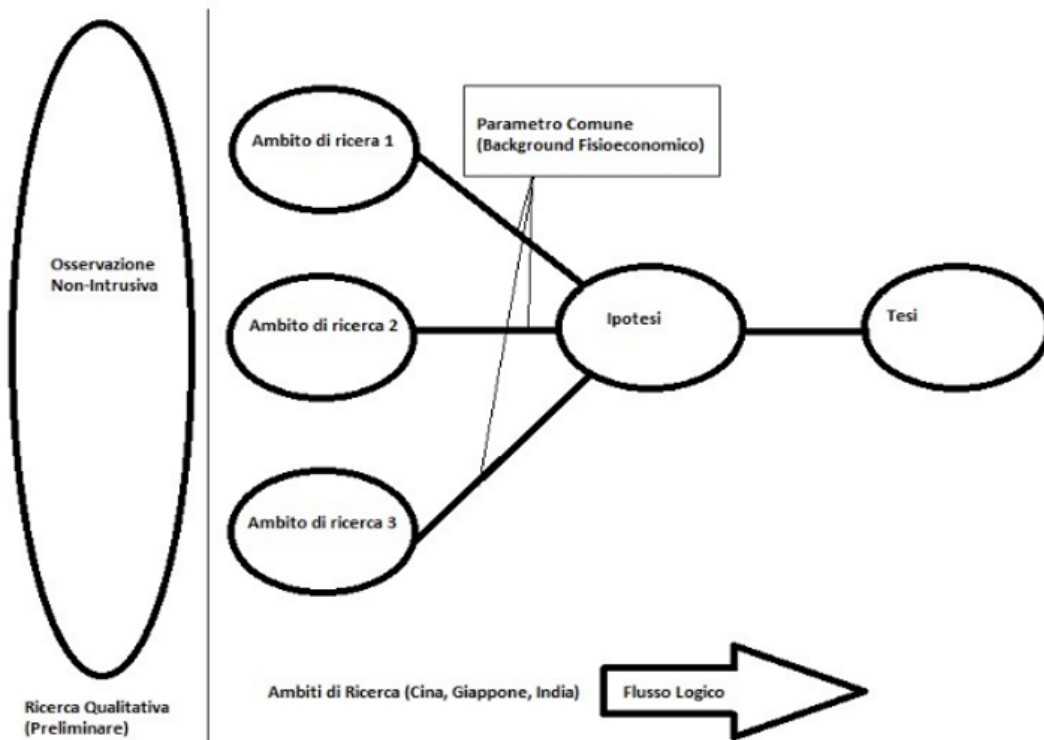 Osservazione
Non-Intrusiva
Ricerca Qualitativa
(Preliminare)
Ambito di ricera 1
Parametro Comune
(Background Fisioeconomico)
Ambito di ricerca 2
Ipotesi
Tesi
Ambito di ricerca 3
Ambiti di Ricerca (Cina, Giappone, India)
Flusso Logico